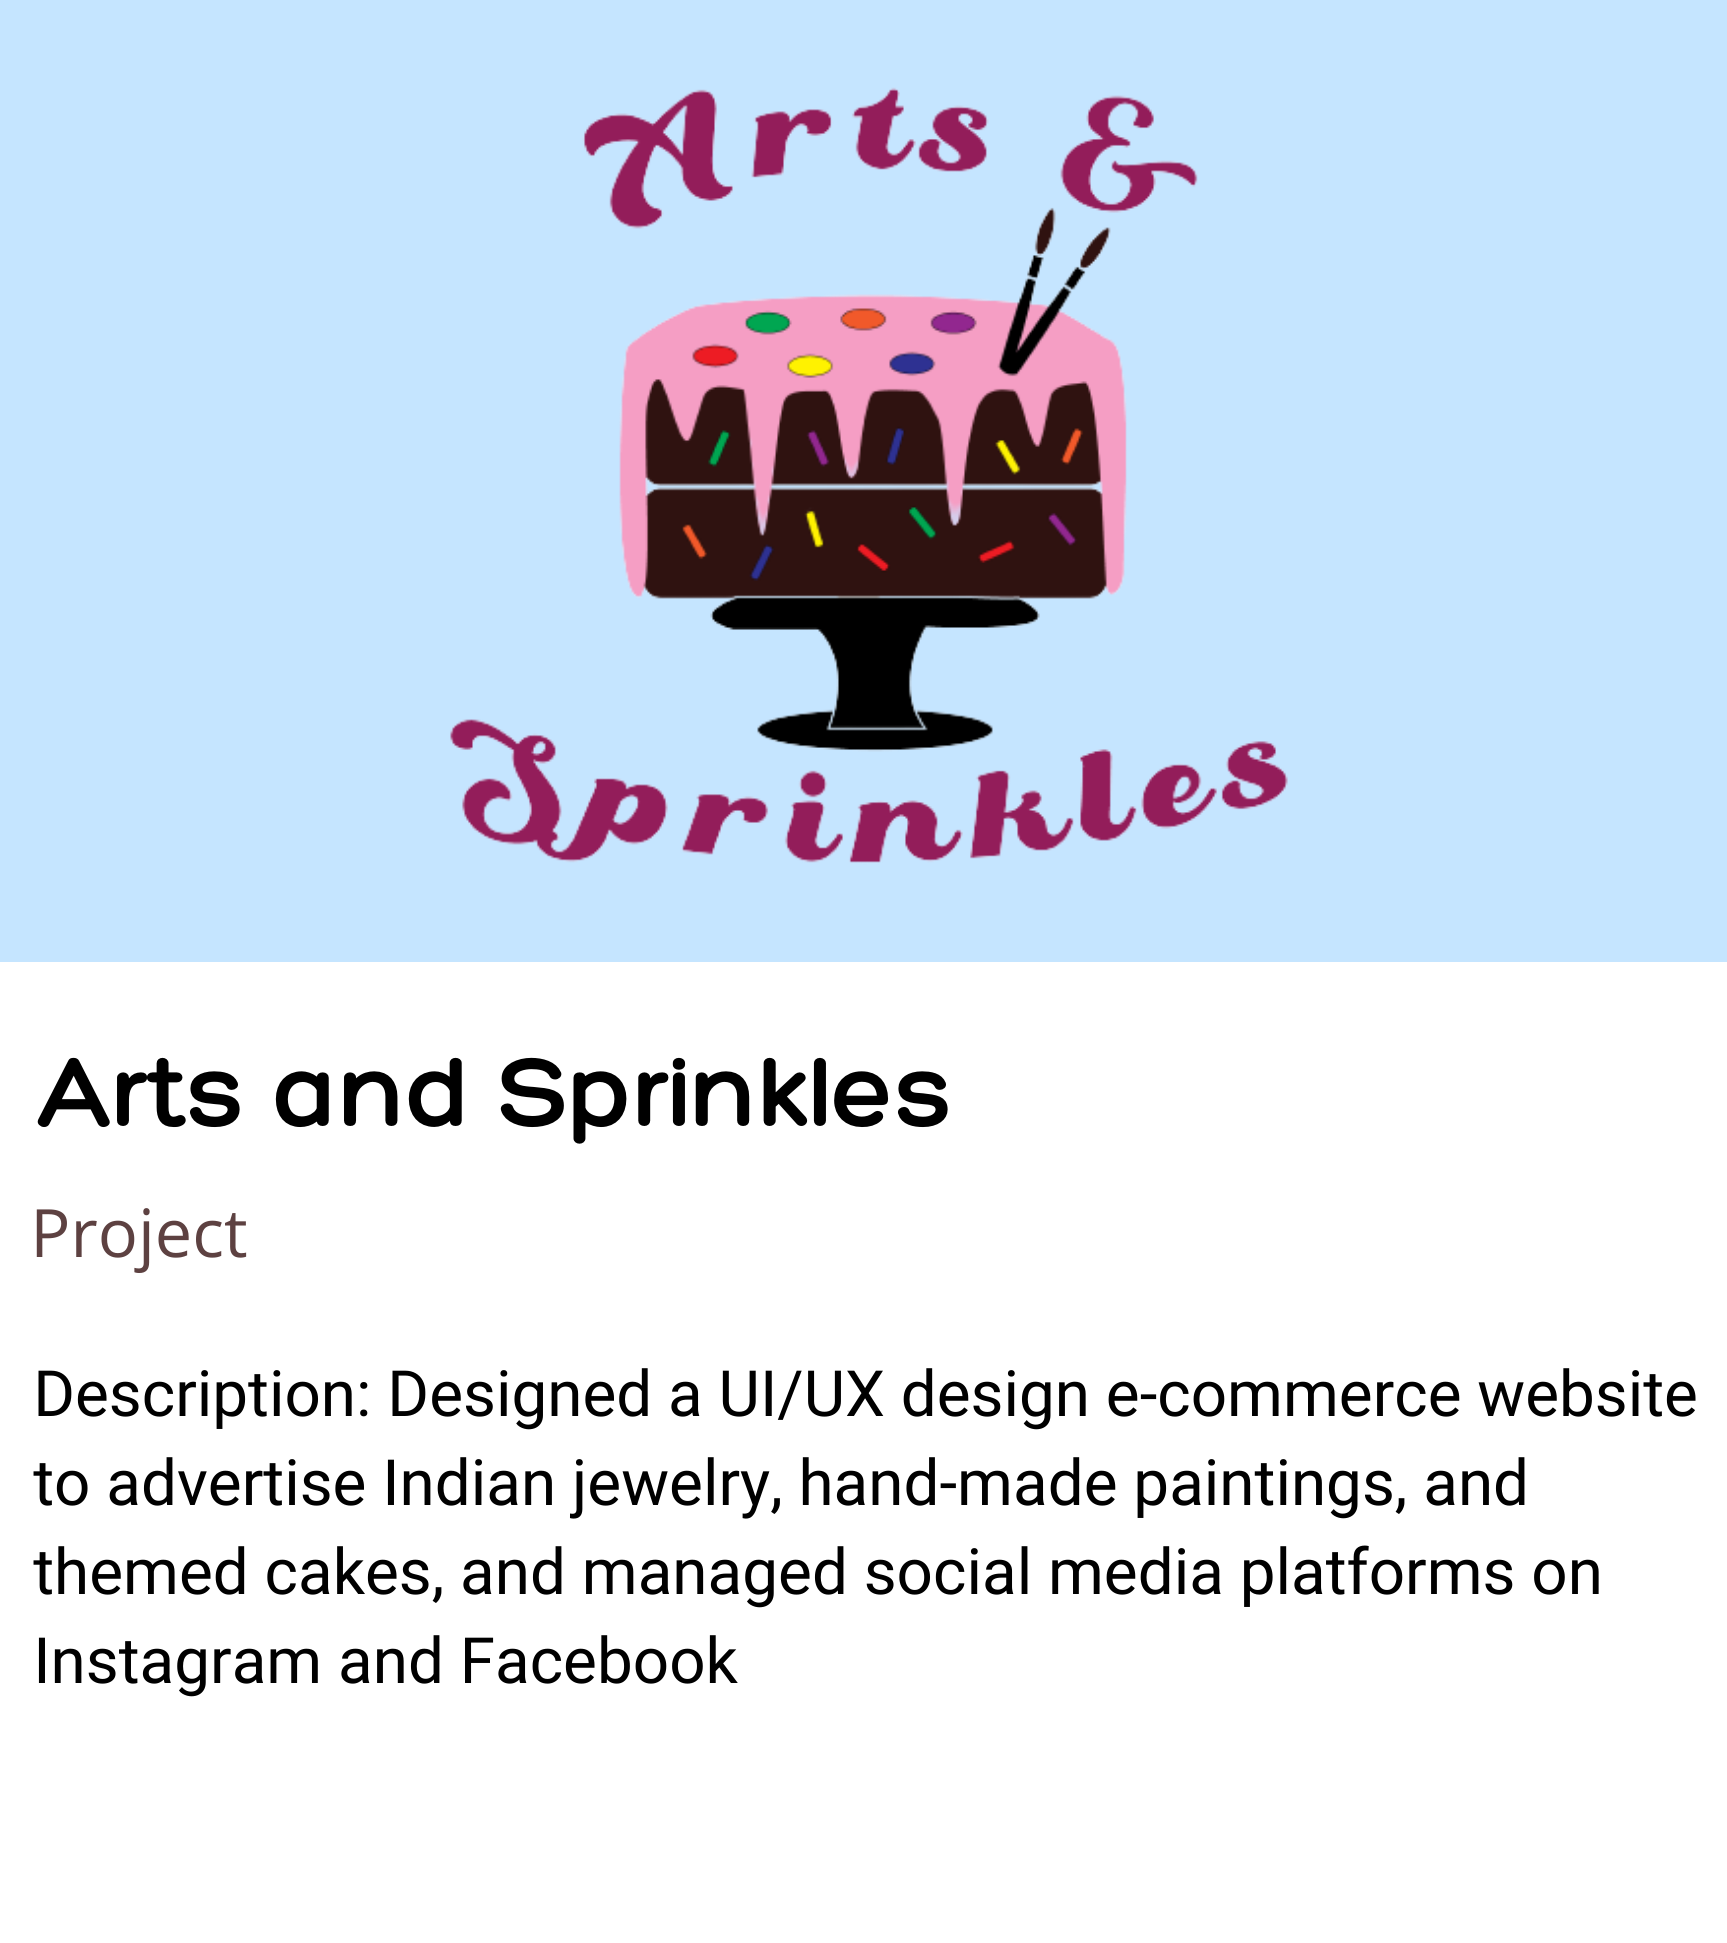 Arts &
Sprinkles
Arts and Sprinkles
Project
Description: Designed a UI/UX design e-commerce website
to advertise Indian jewelry, hand-made paintings, and
themed cakes, and managed social media platforms on
Instagram and Facebook